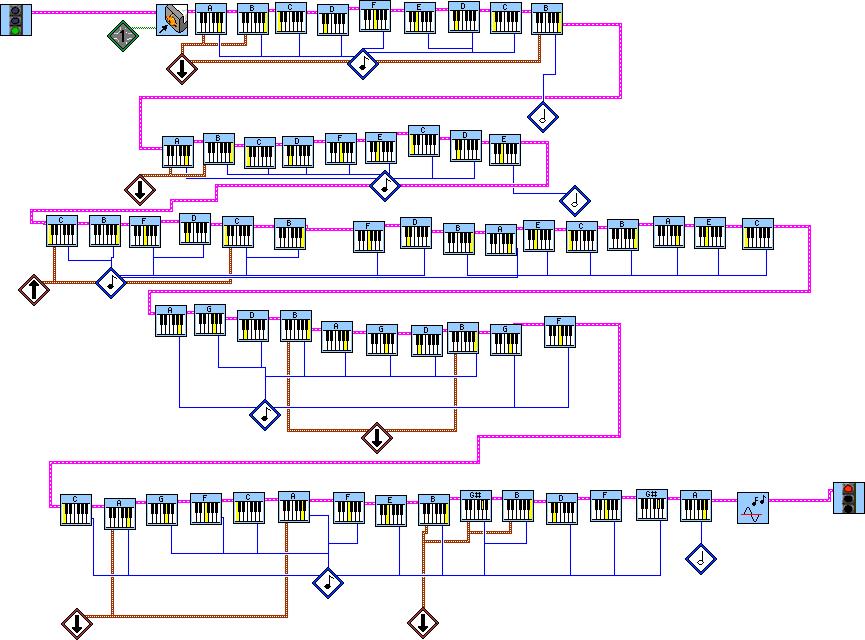 A B C D F E D C B
1
A B C D F E C D E
C B F D C B F D B A E C B A E C
A G D B A G D B G F
C A G F C A F E B G# B D F G# A